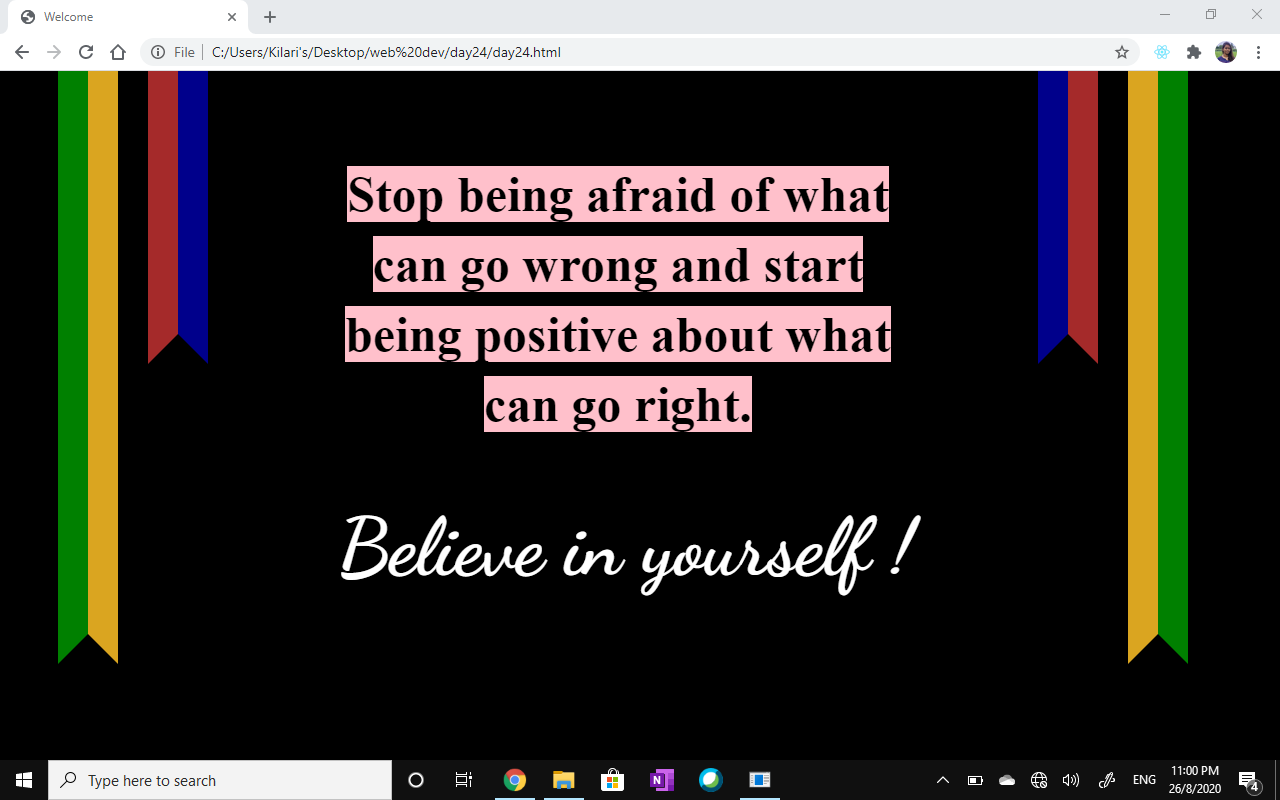 Welcome
File
C:/Users/Kilari's/Desktop/web%20dev/day24/day24.html
Stop being afraid of what
can go wrong and start
being positive about what
can go right.
Believe in yourself !
Type here to search
N
ENG
11:00 PM
26/8/2020
4